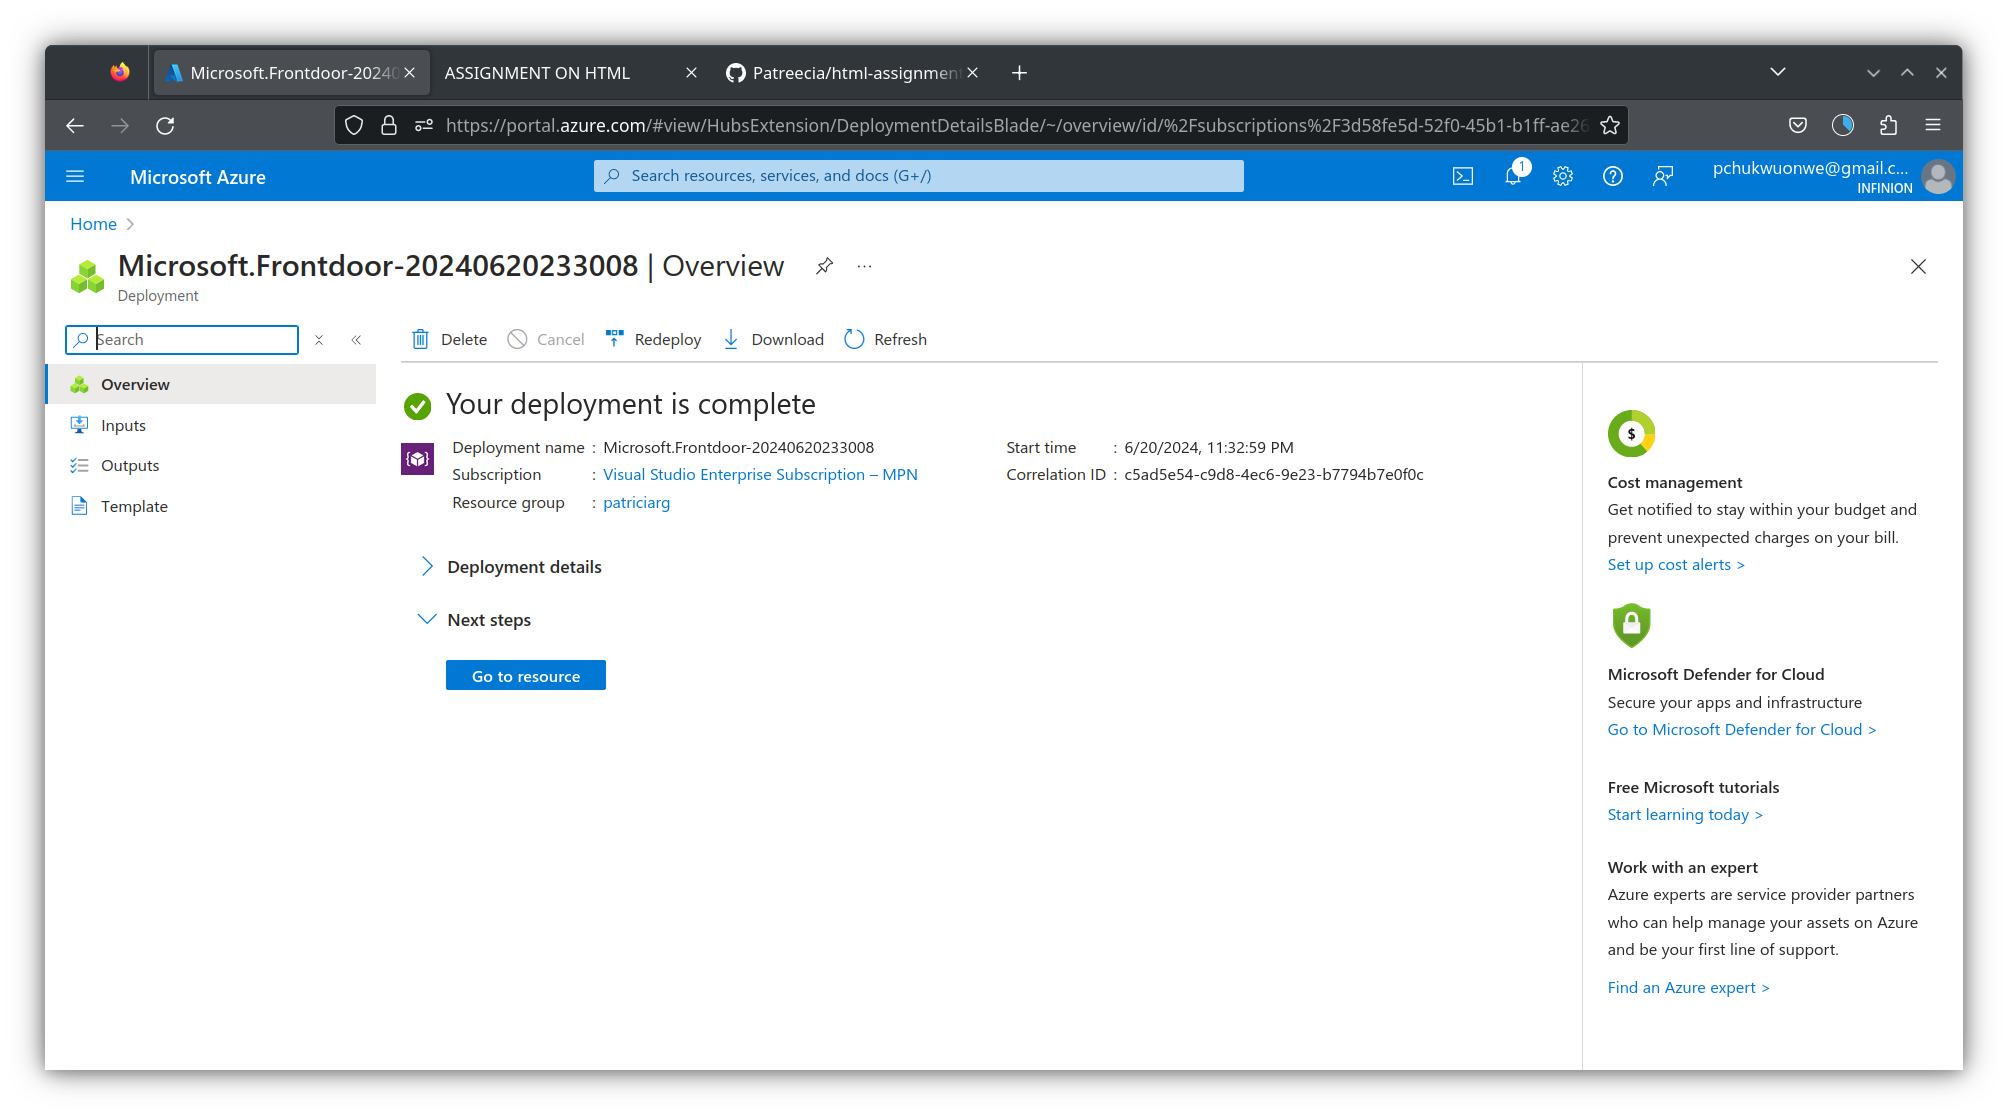 Microsoft.Frontdoor-20240
ASSIGNMENT ON HTML
Patreecia/html-assignment
https://portal.azure.com/#view/HubsExtension/DeploymentDetailsBlade/~/overview/id/%2Fsubscriptions%2F3d58fe5d-52f0-45b1-b1ff-ae26
Microsoft Azure
Search resources, services, and docs (G+/)
1
pchukwuonwe@gmail.c...
INFINION
Home
Microsoft.Frontdoor-20240620233008 | Overview
Deployment
Search
Delete
Cancel
Redeploy
Download
Refresh
Overview
Inputs
Outputs
Template
Your deployment is complete
Deployment name : Microsoft.Frontdoor-20240620233008
Subscription : Visual Studio Enterprise Subscription – MPN
Resource group : patriciarg
Start time : 6/20/2024, 11:32:59 PM
Correlation ID : c5ad5e54-c9d8-4ec6-9e23-b7794b7e0f0c
Deployment details
Next steps
Go to resource
$
Cost management
Get notified to stay within your budget and
prevent unexpected charges on your bill.
Set up cost alerts >
Microsoft Defender for Cloud
Secure your apps and infrastructure
Go to Microsoft Defender for Cloud >
Free Microsoft tutorials
Start learning today >
Work with an expert
Azure experts are service provider partners
who can help manage your assets on Azure
and be your first line of support.
Find an Azure expert >